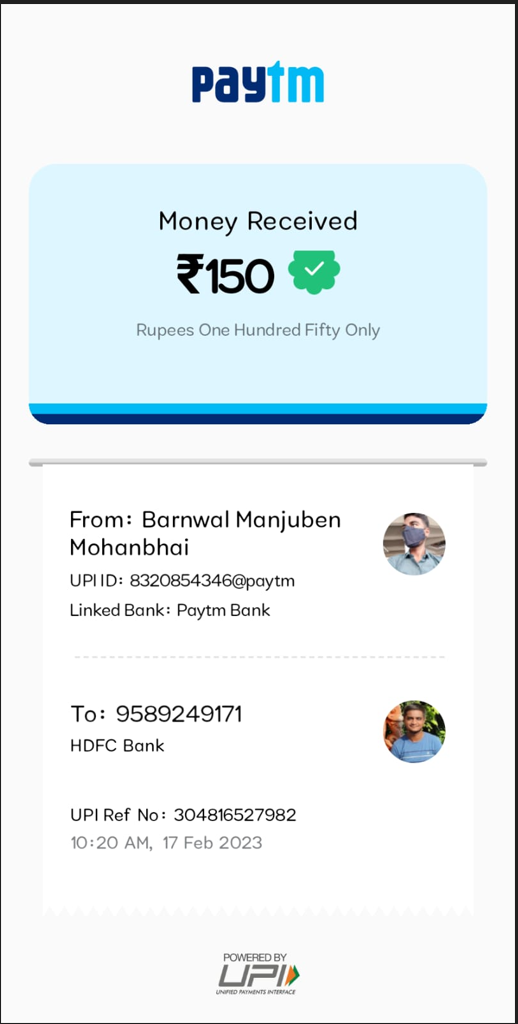 paytm
Money Received
₹150
Rupees One Hundred Fifty Only
From: Barnwal Manjuben
Mohanbhai
UPI ID: 8320854346@paytm
Linked Bank: Paytm Bank
To: 9589249171
HDFC Bank
UPI Ref No: 304816527982
10:20 AM, 17 Feb 2023
POWERED BY
UPI
UNIFIED PAYMENTS INTERFACE